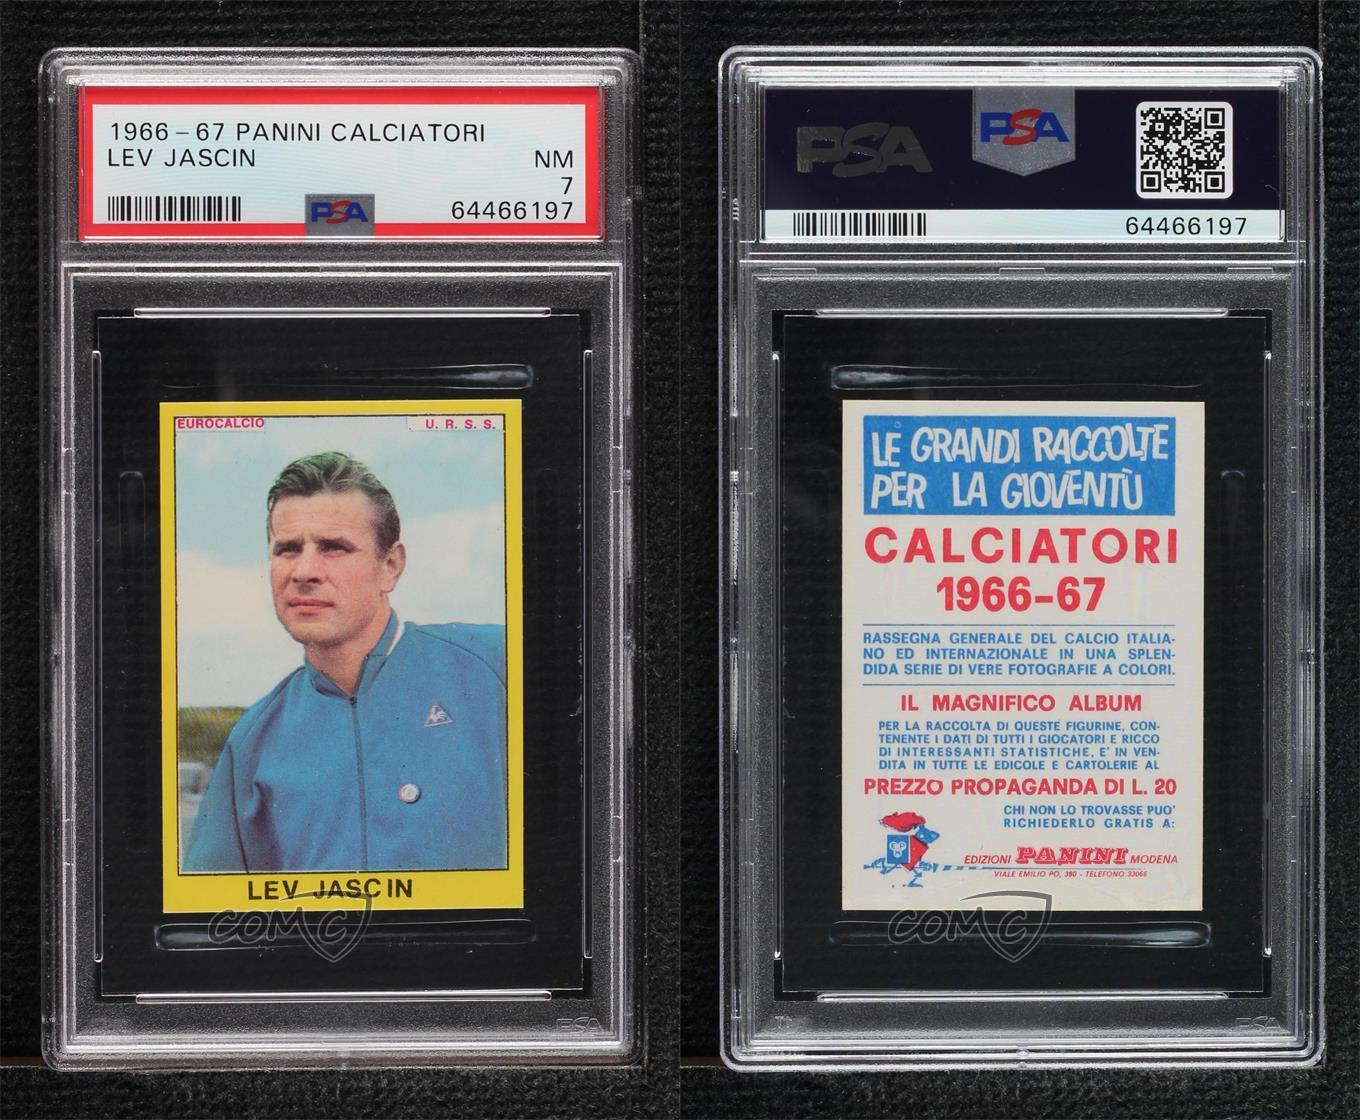 1966-67 PANINI CALCIATORI
LEV JASCIN
NM
7
64466197
PSA
EUROCALCIO
U. R. S. S.
LEV JASCIN
COMC
PSA
PSA
PSA
64466197
LE GRANDI RACCOLTE
PER LA GIOVENTÙ
CALCIATORI
1966-67
RASSEGNA GENERALE DEL CALCIO ITALIA-
NO ED INTERNAZIONALE IN UNA SPLEN-
DIDA SERIE DI VERE FOTOGRAFIE A COLORI.
IL MAGNIFICO ALBUM
PER LA RACCOLTA DI QUESTE FIGURINE, CON-
TENENTE I DATI DI TUTTI I GIOCATORI E RICCO
DI INTERESSANTI STATISTICHE, E' IN VEN-
DITA IN TUTTE LE EDICOLE E CARTOLERIE AL
PREZZO PROPAGANDA DI L. 20
CHI NON LO TROVASSE PUO'
RICHIEDERLO GRATIS A:
EDIZIONI PANINI MODENA
VIALE EMILIO PO, 380 - TELEFONO 33066
COMC
PSA